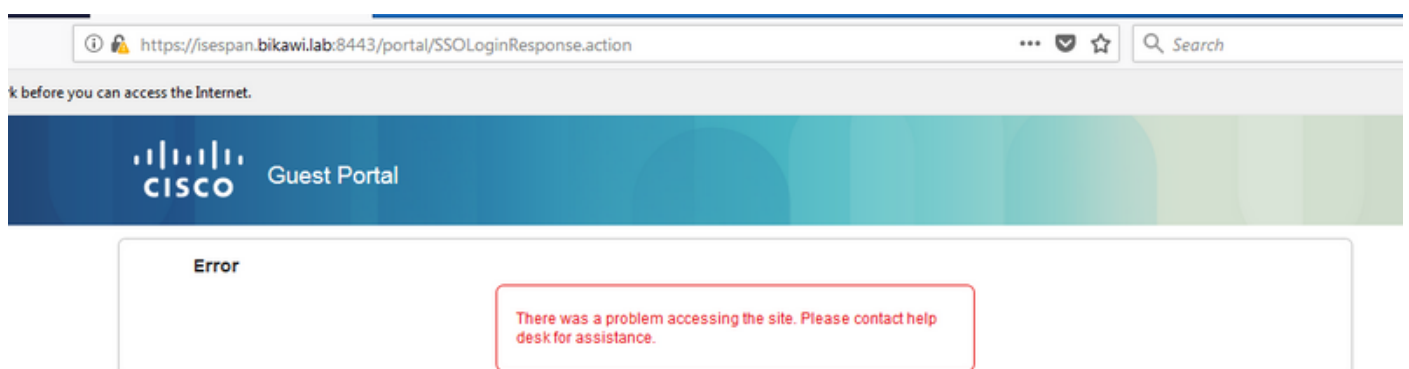 https://isespan.bikawi.lab:8443/portal/SSOLoginResponse.action
Search
before you can access the Internet.
CISCO
Guest Portal
Error
There was a problem accessing the site. Please contact help
desk for assistance.